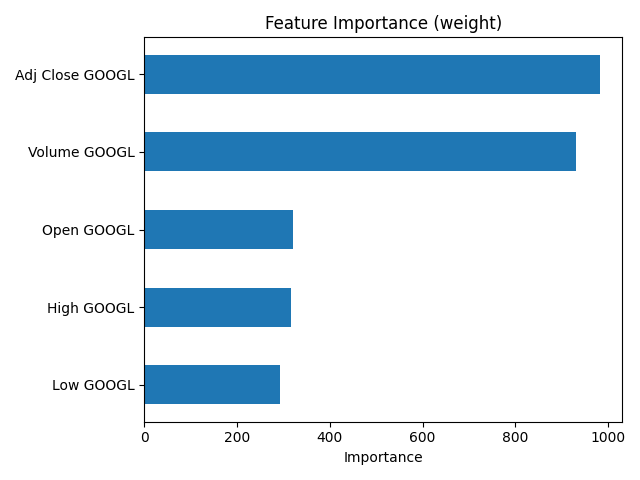 Feature Importance (weight)
Adj Close GOOGL
Volume GOOGL
Open GOOGL
High GOOGL
Low GOOGL
0 200 400 600 800 1000
Importance